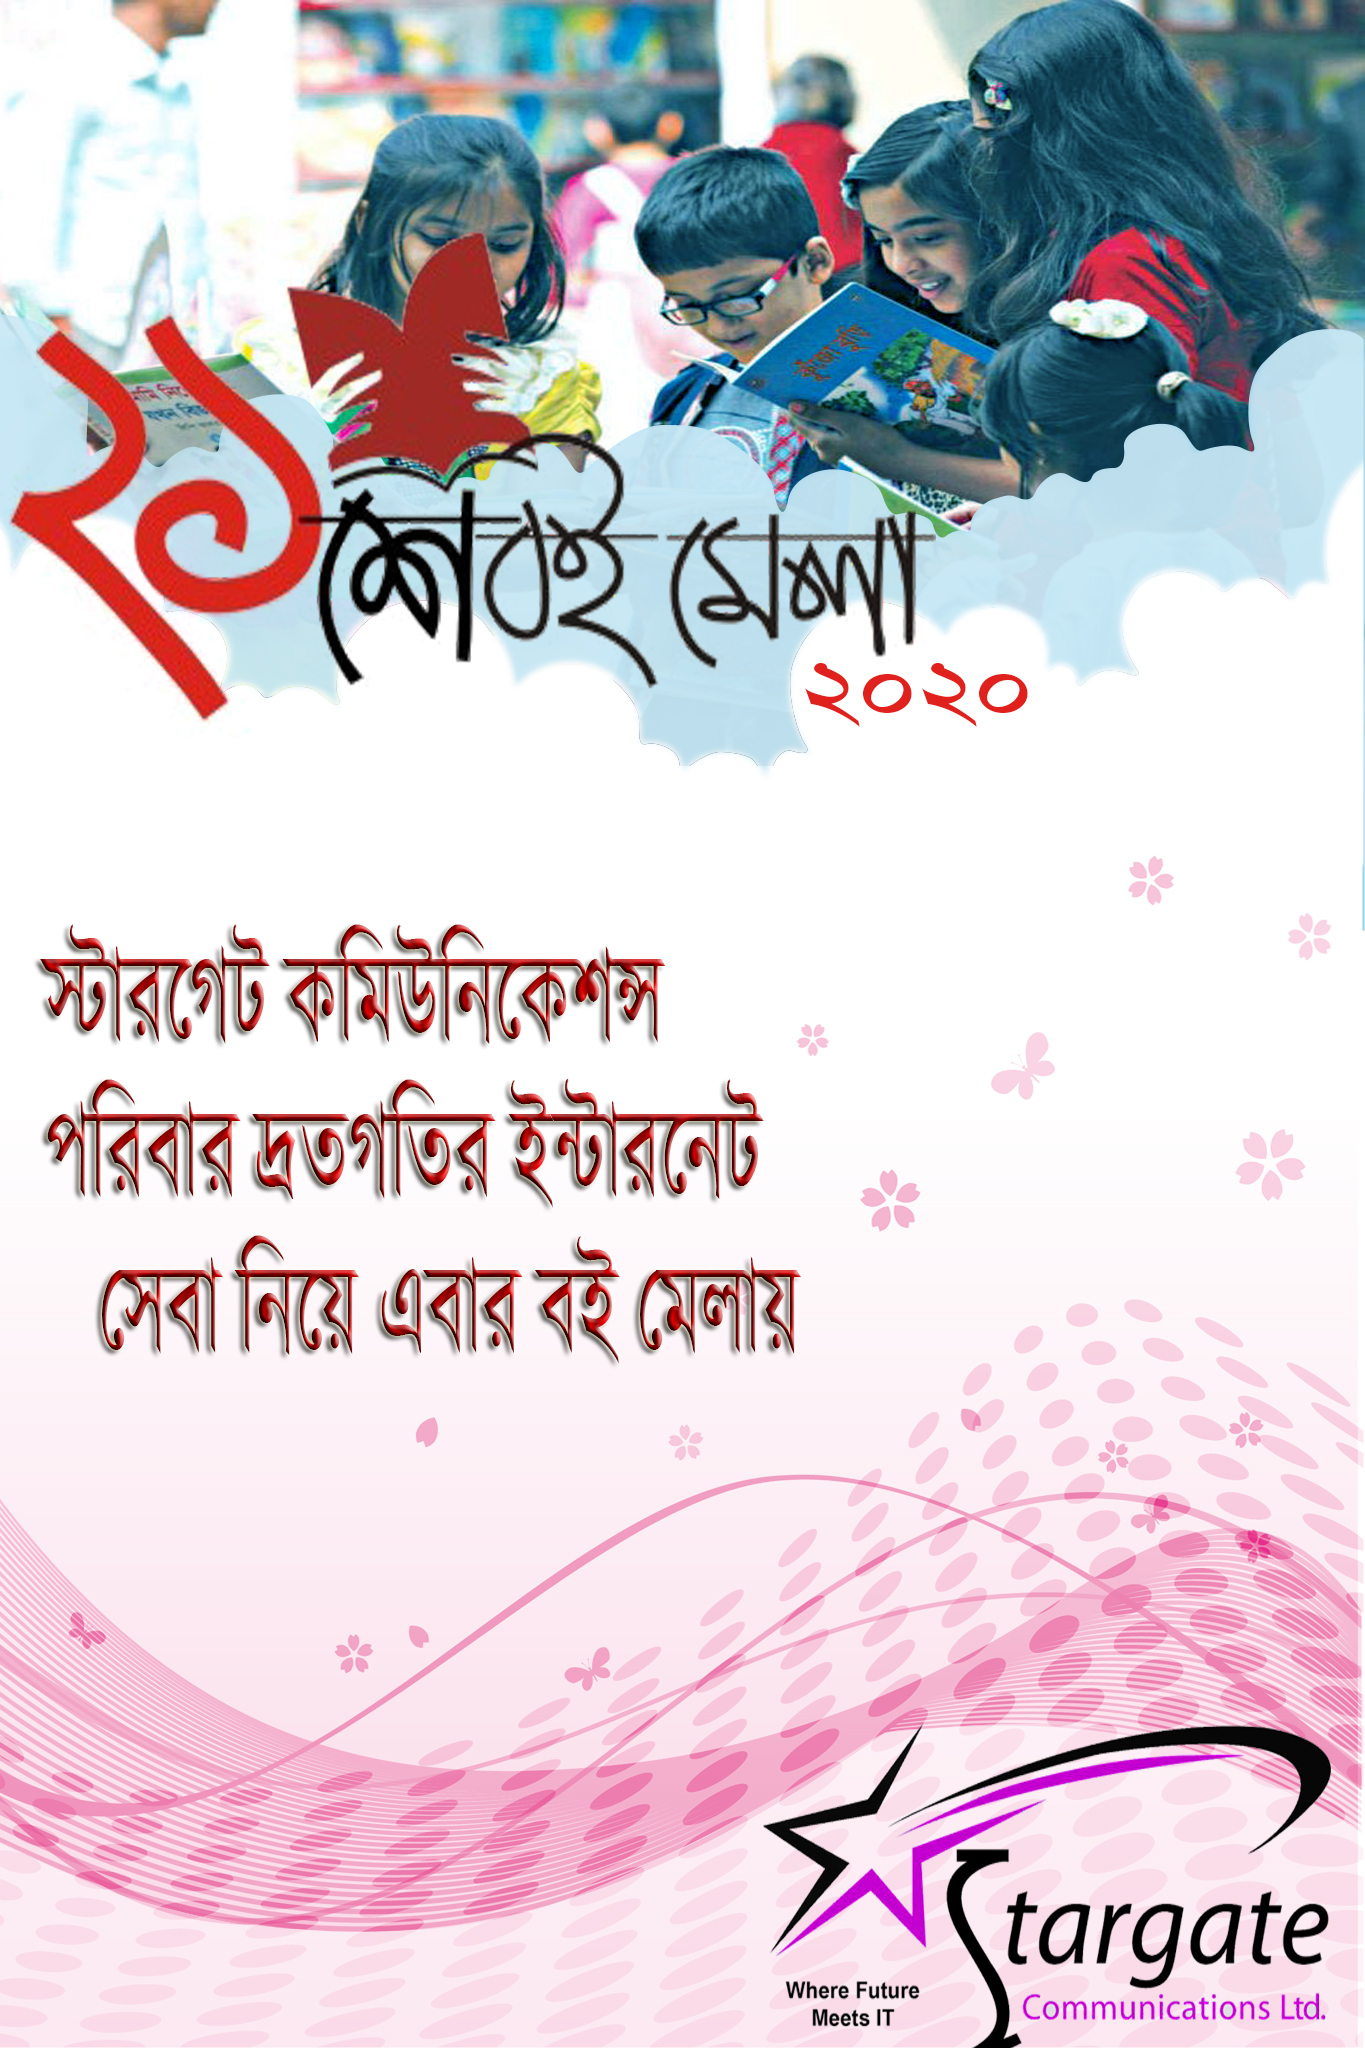 ২১শে বই মেলা
২০২০
স্টারগেট কমিউনিকেশন্স
পরিবার দ্রতগতির ইন্টারনেট
সেবা নিয়ে এবার বই মেলায়
Stargate
Communications Ltd.
Where Future
Meets IT